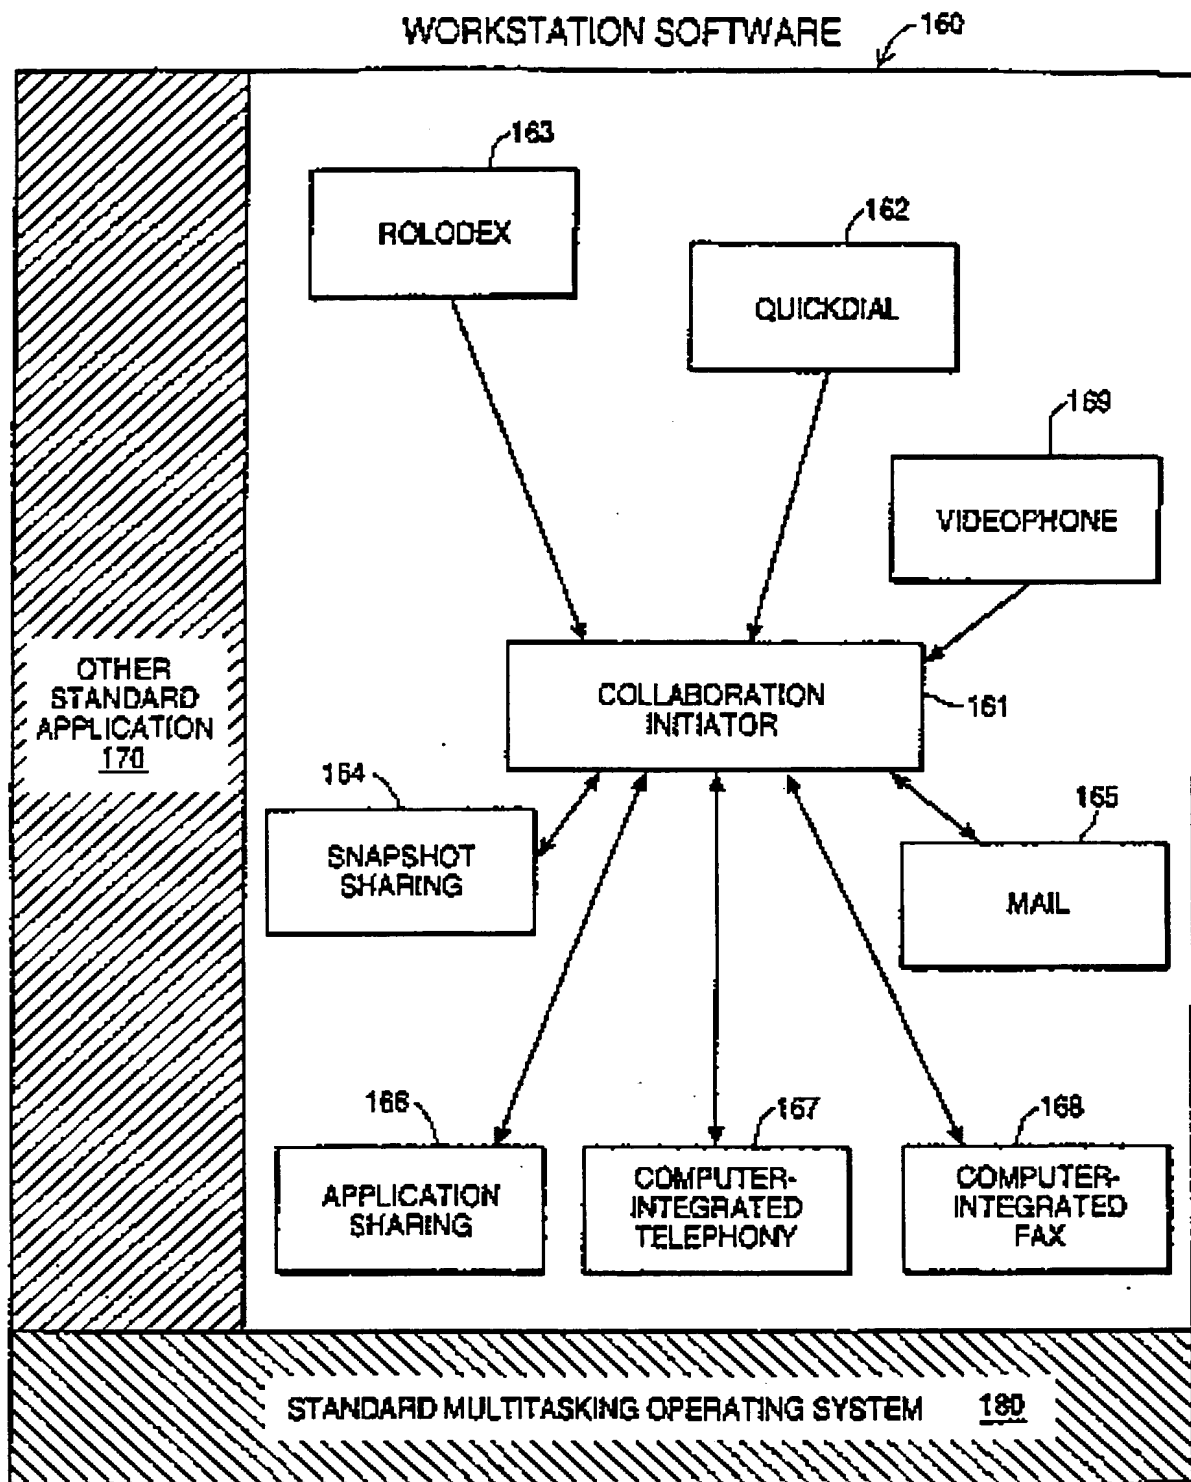 WORKSTATION SOFTWARE
160
163
ROLODEX
162
QUICKDIAL
169
VIDEOPHONE
COLLABORATION
INITIATOR
161
OTHER
STANDARD
APPLICATION
170
164
SNAPSHOT
SHARING
165
MAIL
166
APPLICATION
SHARING
167
COMPUTER-
INTEGRATED
TELEPHONY
168
COMPUTER-
INTEGRATED
FAX
STANDARD MULTITASKING OPERATING SYSTEM 180